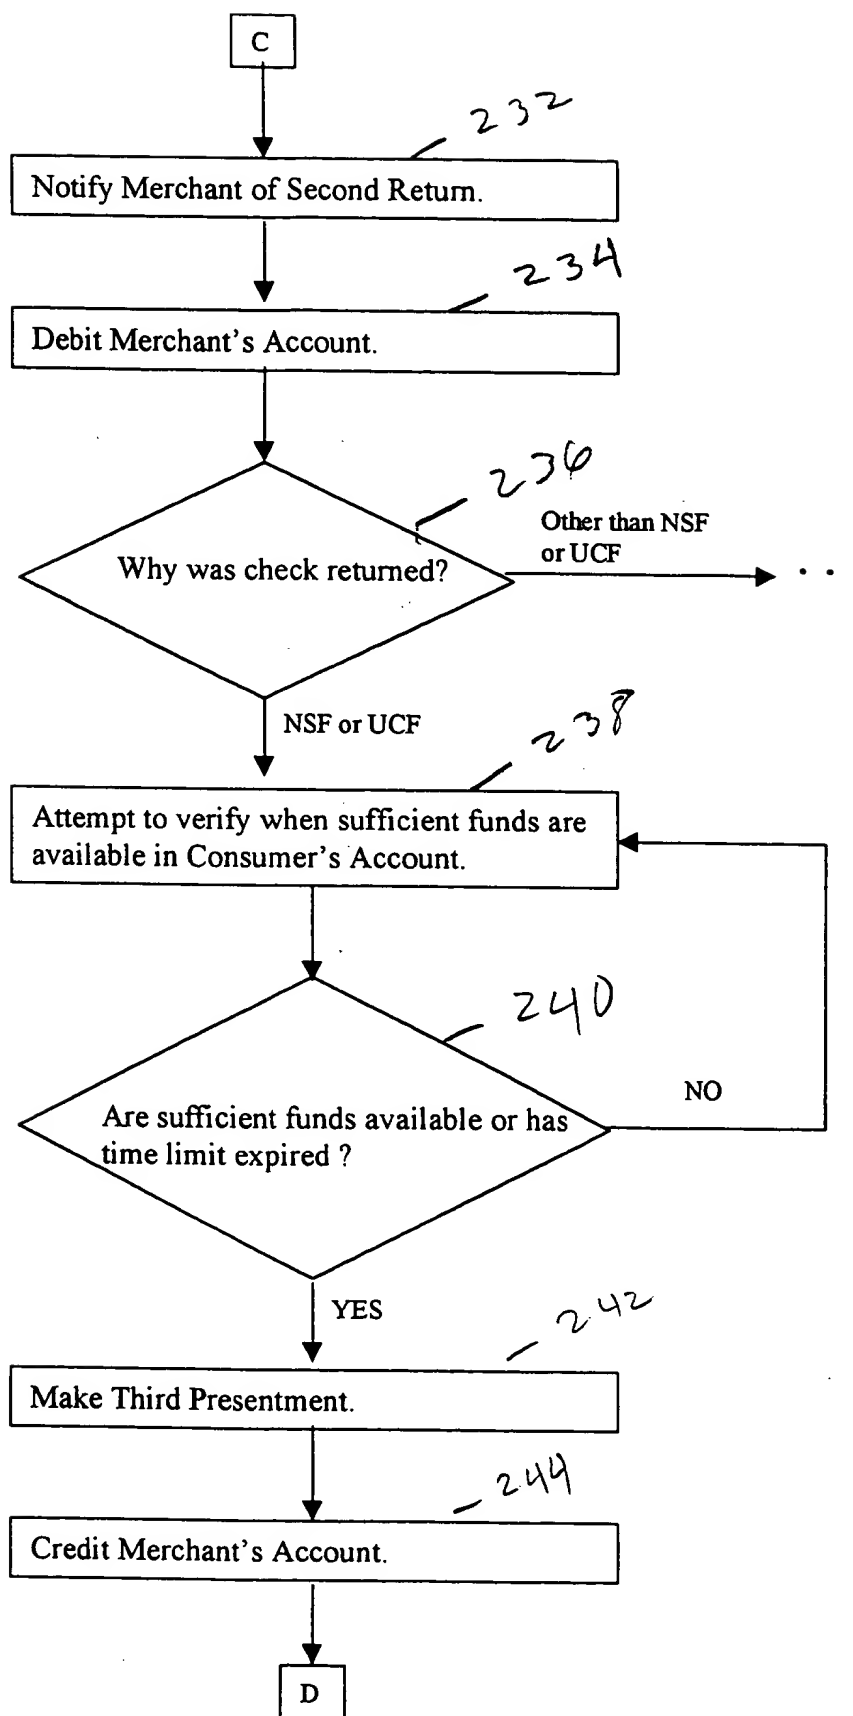 C
232
Notify Merchant of Second Return.
234
Debit Merchant's Account.
236
Other than NSF
or UCF
Why was check returned?
. .
NSF or UCF
238
Attempt to verify when sufficient funds are
available in Consumer's Account.
240
NO
Are sufficient funds available or has
time limit expired ?
YES
242
Make Third Presentment.
244
Credit Merchant's Account.
D